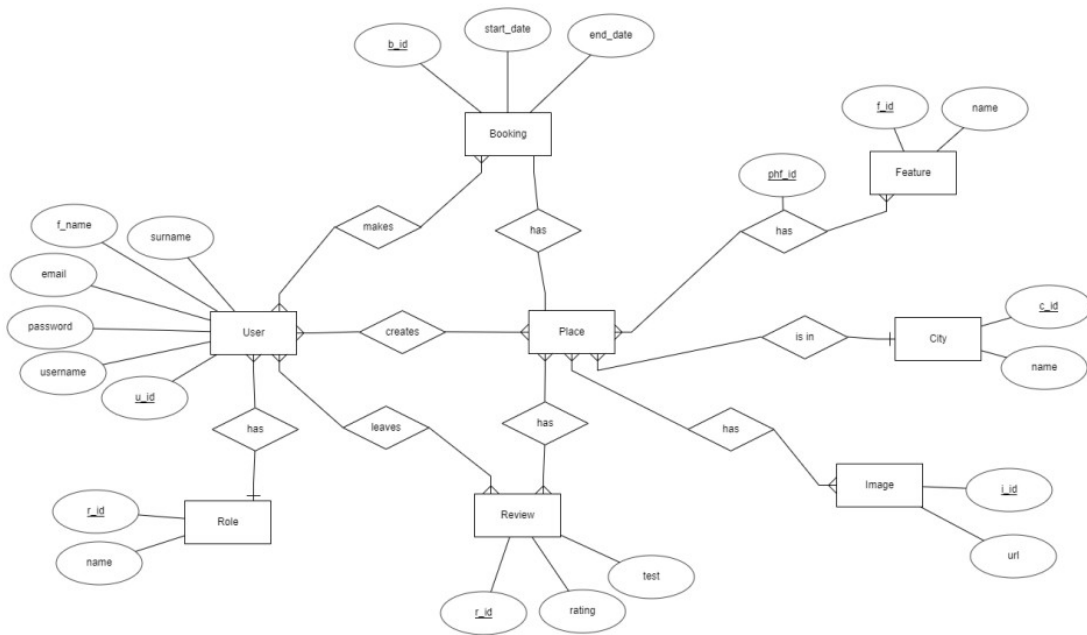 start_date
b_id
end_date
f_id
name
Booking
Feature
phf_id
f_name
surname
makes
has
has
email
c_id
password
User
creates
Place
is in
City
username
name
u_id
has
leaves
has
has
Image
i_id
r_id
Role
Review
name
url
test
r_id
rating